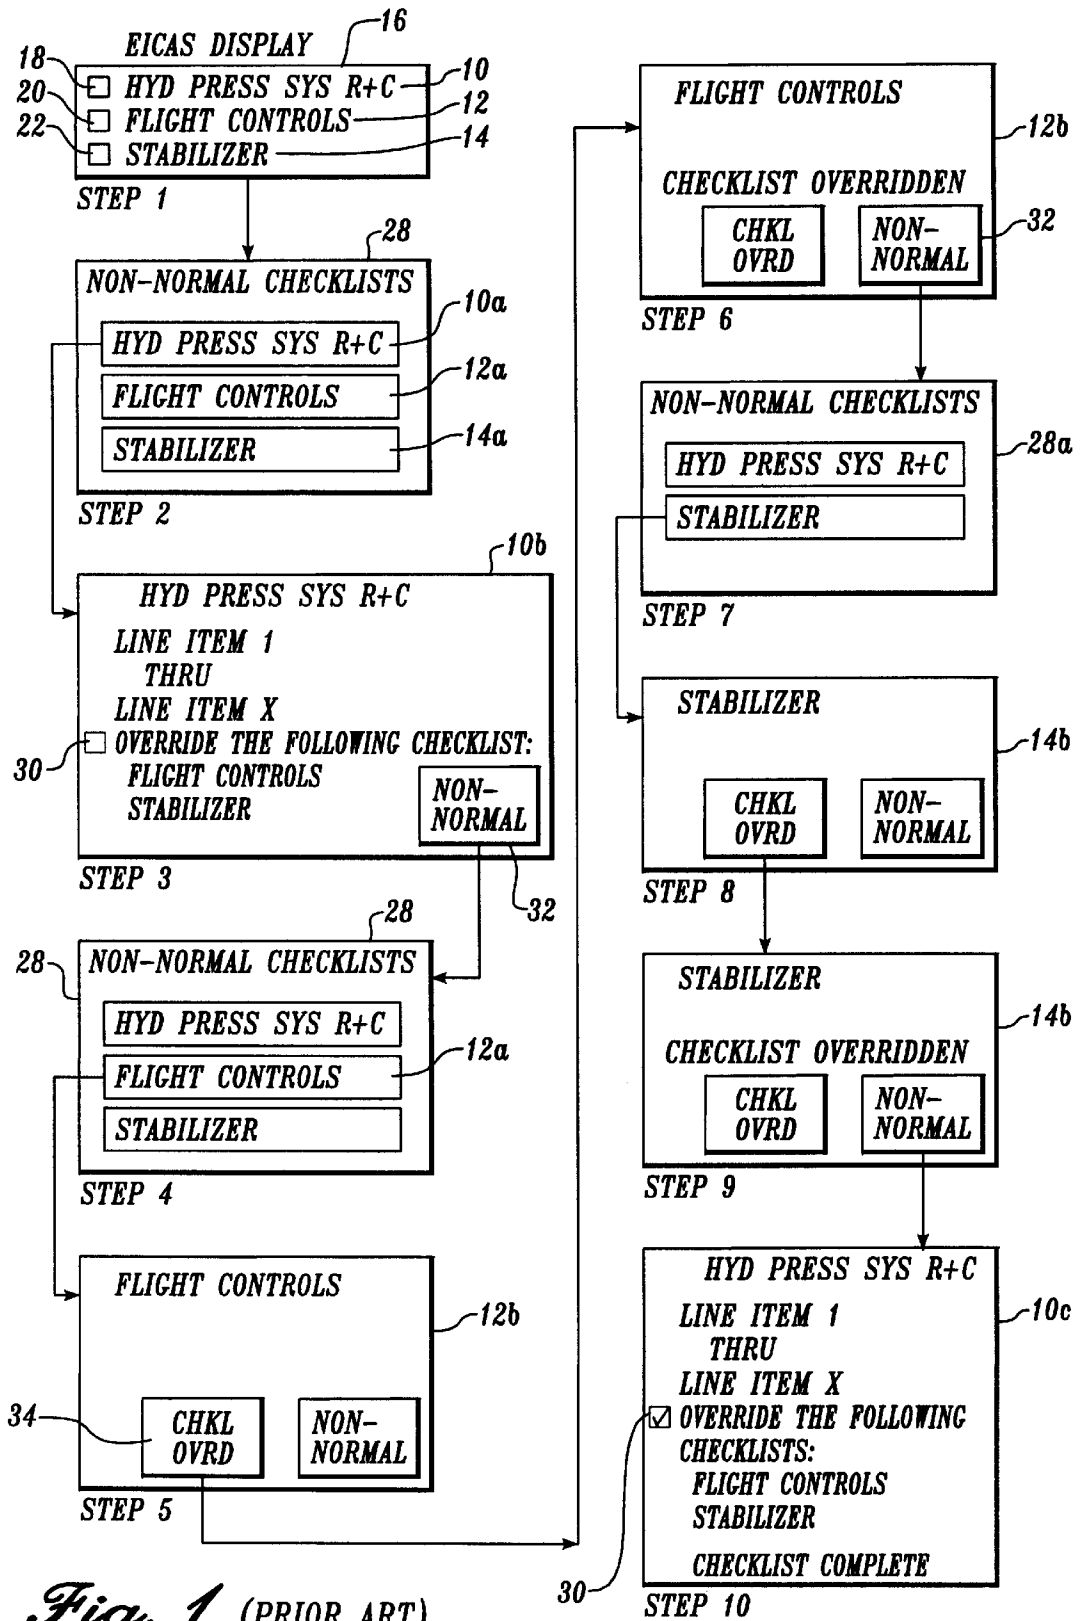 EICAS DISPLAY
16
18
HYD PRESS SYS R+C
10
20
FLIGHT CONTROLS
12
22
STABILIZER
14
STEP 1
28
NON-NORMAL CHECKLISTS
10a
HYD PRESS SYS R+C
12a
FLIGHT CONTROLS
14a
STABILIZER
STEP 2
10b
HYD PRESS SYS R+C
LINE ITEM 1
THRU
LINE ITEM X
30
OVERRIDE THE FOLLOWING CHECKLIST:
FLIGHT CONTROLS
STABILIZER
NON-
NORMAL
STEP 3
32
28
28
NON-NORMAL CHECKLISTS
HYD PRESS SYS R+C
12a
FLIGHT CONTROLS
STABILIZER
STEP 4
FLIGHT CONTROLS
12b
34
CHKL
OVRD
NON-
NORMAL
STEP 5
FLIGHT CONTROLS
12b
CHECKLIST OVERRIDDEN
CHKL
OVRD
NON-
NORMAL
32
STEP 6
NON-NORMAL CHECKLISTS
28a
HYD PRESS SYS R+C
STABILIZER
STEP 7
STABILIZER
14b
CHKL
OVRD
NON-
NORMAL
STEP 8
STABILIZER
14b
CHECKLIST OVERRIDDEN
CHKL
OVRD
NON-
NORMAL
STEP 9
HYD PRESS SYS R+C
10c
LINE ITEM 1
THRU
LINE ITEM X
OVERRIDE THE FOLLOWING
CHECKLISTS:
FLIGHT CONTROLS
STABILIZER
CHECKLIST COMPLETE
30
STEP 10
Fig. 1 (PRIOR ART)